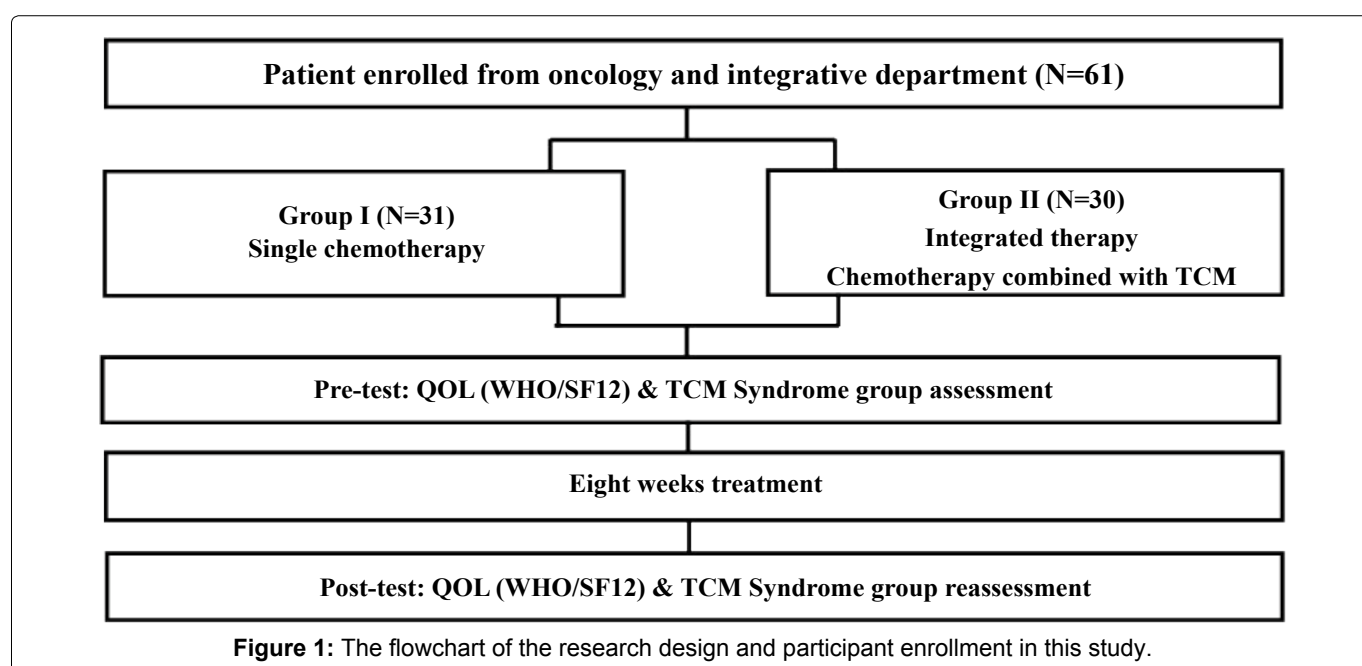 Patient enrolled from oncology and integrative department (N=61)
Group I (N=31)
Single chemotherapy
Group II (N=30)
Integrated therapy
Chemotherapy combined with TCM
Pre-test: QOL (WHO/SF12) & TCM Syndrome group assessment
Eight weeks treatment
Post-test: QOL (WHO/SF12) & TCM Syndrome group reassessment
Figure 1: The flowchart of the research design and participant enrollment in this study.